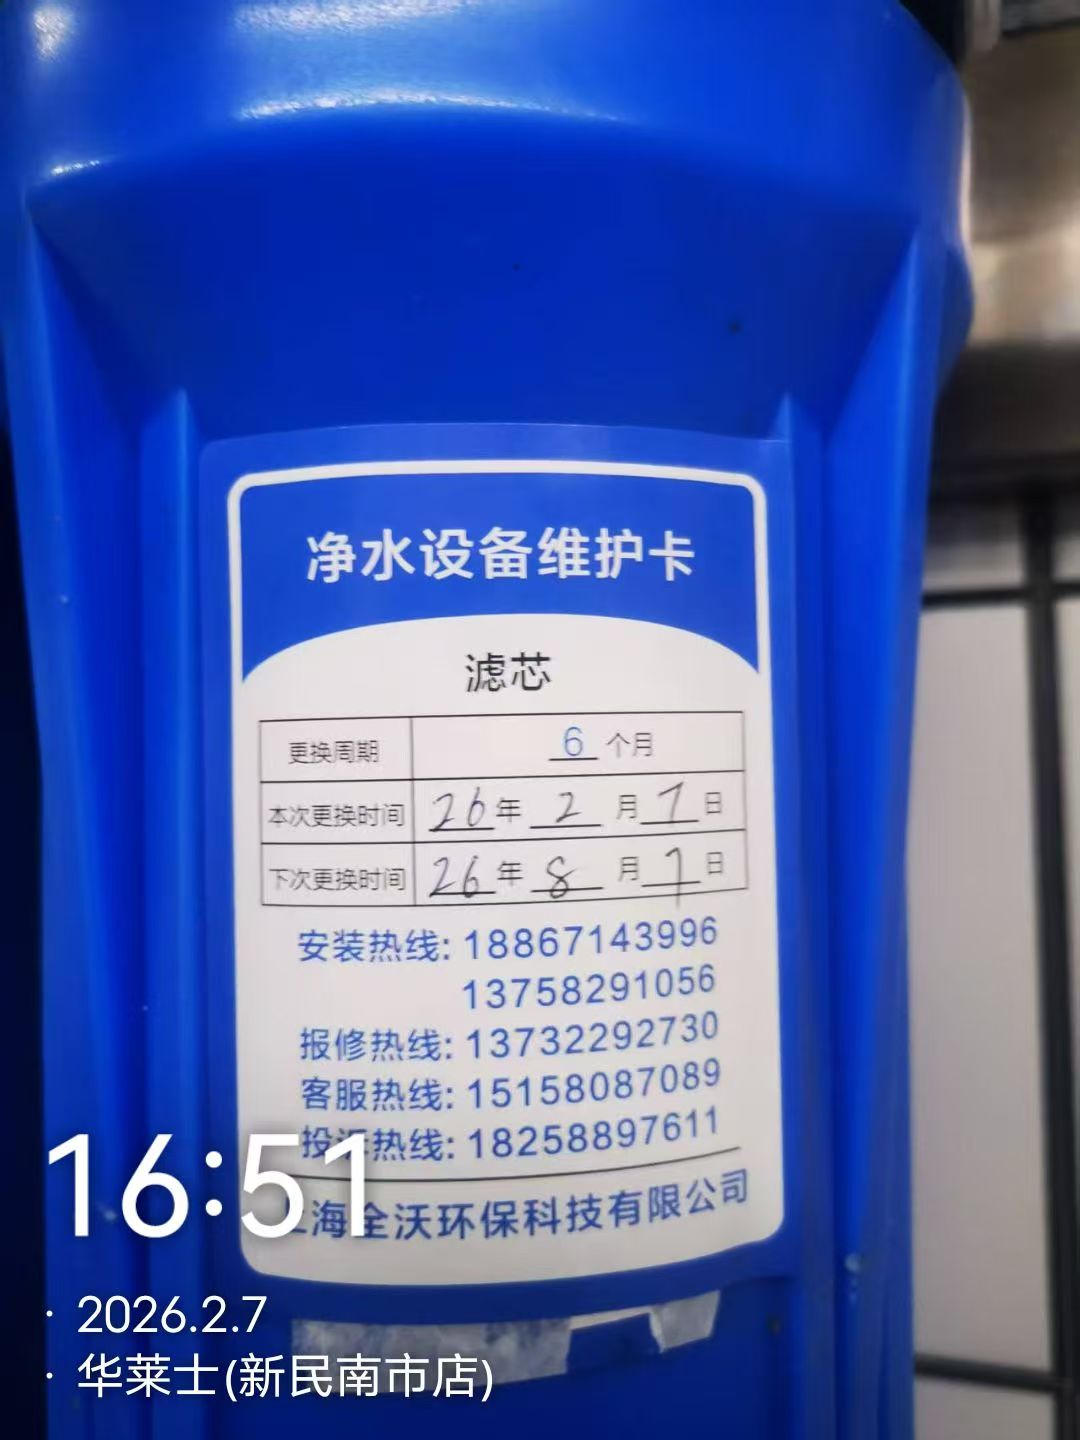 净水设备维护卡
滤芯
更换周期 6 个月
本次更换时间 26年 2 月 7 日
下次更换时间 26年 8 月 7 日
安装热线: 18867143996
13758291056
报修热线: 13732292730
客服热线: 15158087089
投诉热线: 18258897611
上海全沃环保科技有限公司
16:51
· 2026.2.7
· 华莱士(新民南市店)